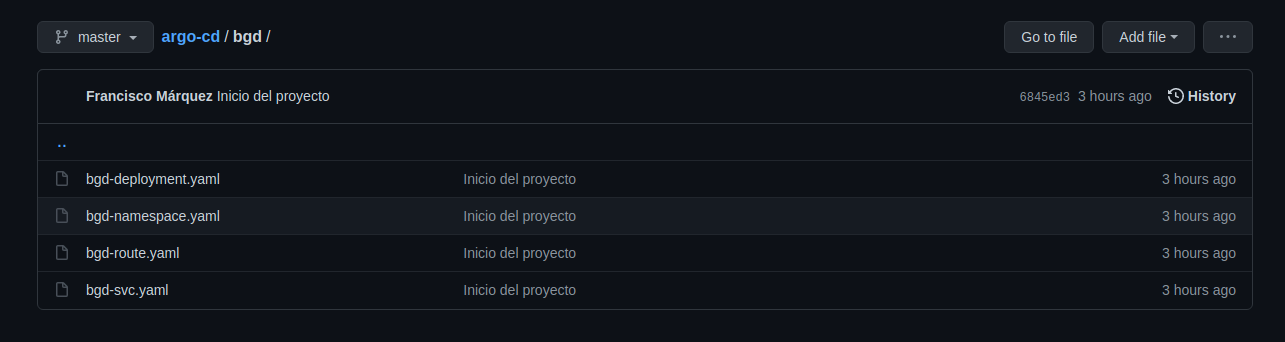 master argo-cd / bgd / Go to file Add file ...
Francisco Márquez Inicio del proyecto 6845ed3 3 hours ago History
..
bgd-deployment.yaml Inicio del proyecto 3 hours ago
bgd-namespace.yaml Inicio del proyecto 3 hours ago
bgd-route.yaml Inicio del proyecto 3 hours ago
bgd-svc.yaml Inicio del proyecto 3 hours ago